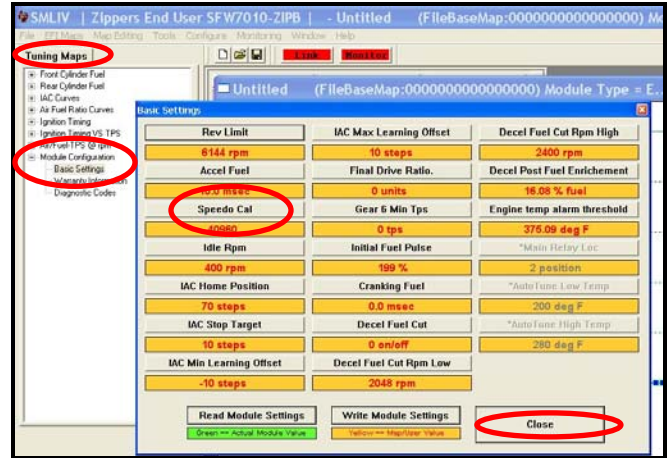 SMLIV | Zippers End User SFW7010-ZIPB | - Untitled (FIleBaseMap:0000000000000000) M
File EFI Maps Map Editing Tools Configure Monitoring Window Help
Tuning Maps
Link Monitor
Front Cylinder Fuel
Rear Cylinder Fuel
IAC Curves
Air Fuel Ratio Curves
Ignition Timing
Ignition Timing VS TPS
Air/Fuel TPS @ rpm
Module Configuration
Basic Settings
Warranty Information
Diagnostic Codes
Untitled (FIleBaseMap:0000000000000000) Module Type = E..
Basic Settings
Rev Limit IAC Max Learning Offset Decel Fuel Cut Rpm High
6144 rpm 10 steps 2400 rpm
Accel Fuel Final Drive Ratio. Decel Post Fuel Enrichement
msec 0 units 16.08 % fuel
Speedo Cal Gear 6 Min Tps Engine temp alarm threshold
40960 0 tps 375.09 deg F
Idle Rpm Initial Fuel Pulse *Main Relay Loc
400 rpm 199 % 2 position
IAC Home Position Cranking Fuel *AutoTune Low Temp
70 steps 0.0 msec 200 deg F
IAC Stop Target Decel Fuel Cut *AutoTune High Temp
10 steps 0 on/off 280 deg F
IAC Min Learning Offset Decel Fuel Cut Rpm Low
-10 steps 2048 rpm
Read Module Settings Write Module Settings Close
Green == Actual Module Value Yellow == Map/User Value